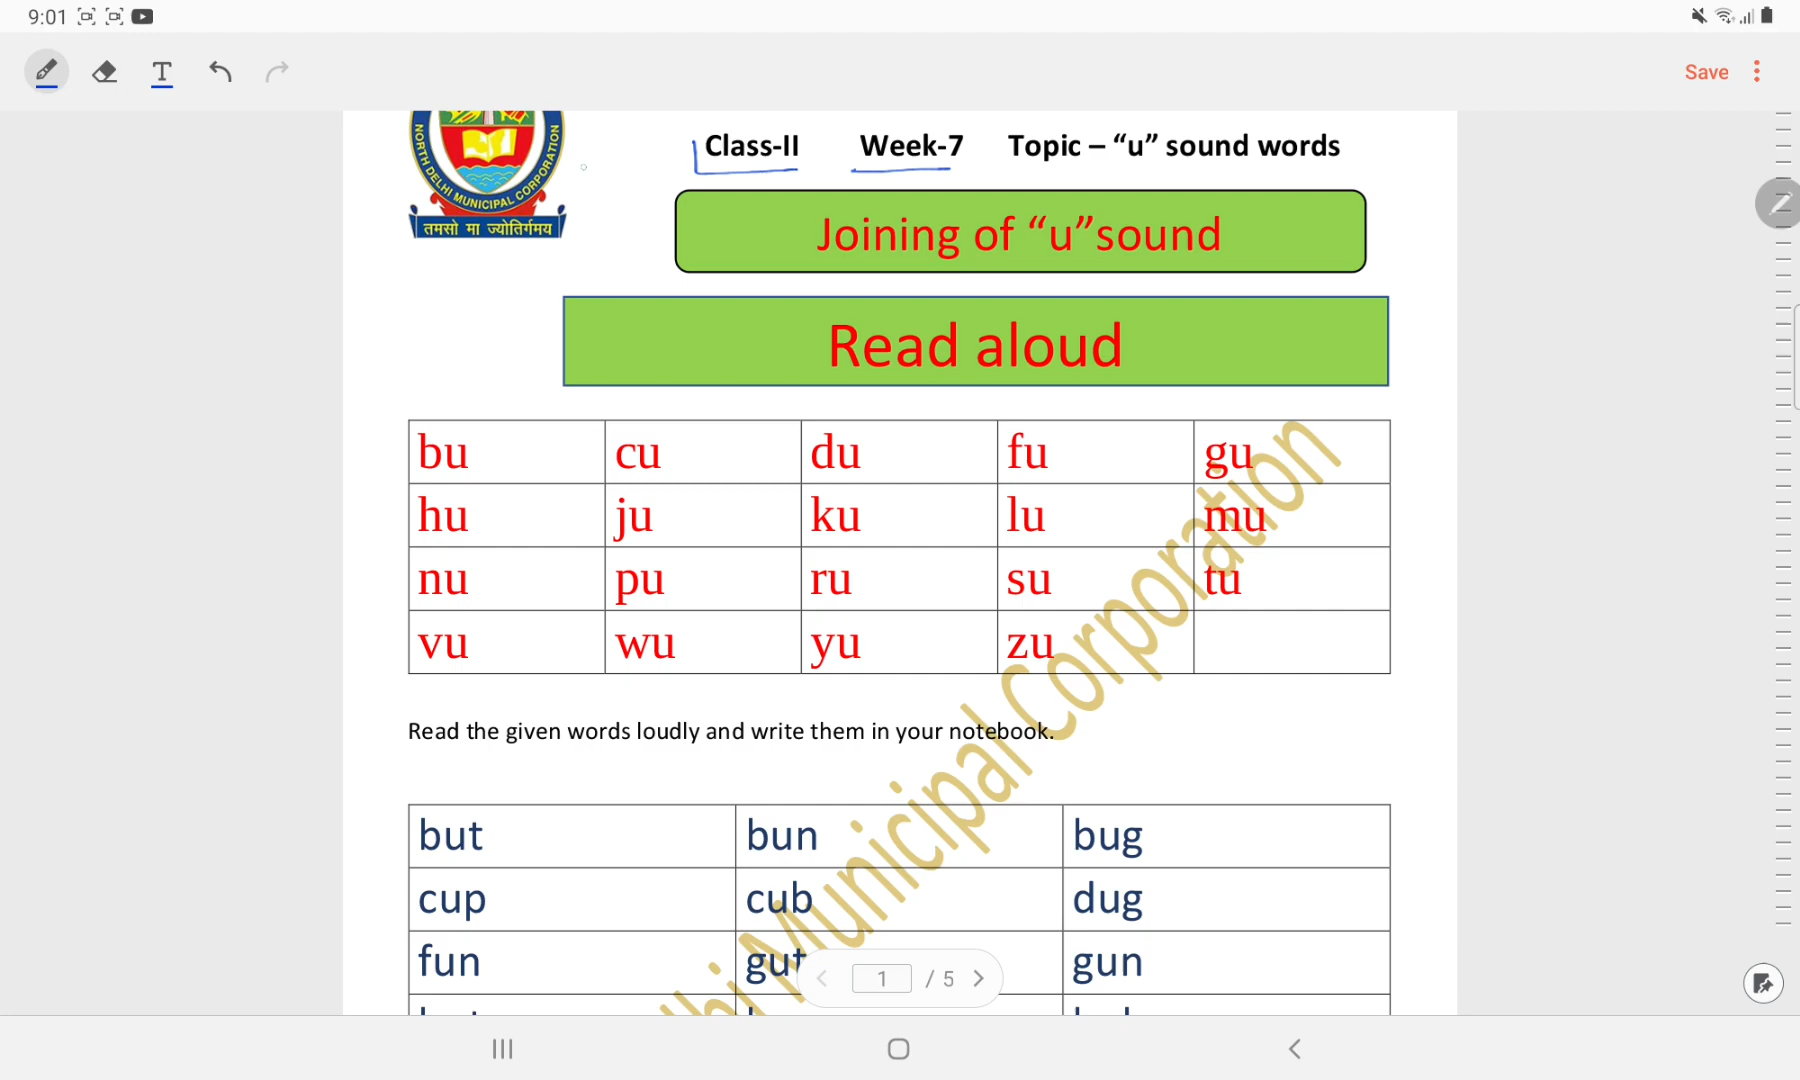 9:01
T
Save
NORTH DELHI MUNICIPAL CORPORATION
तमसो मा ज्योतिर्गमय
Class-II Week-7 Topic – “u” sound words
Joining of “u”sound
Read aloud
bu cu du fu gu
hu ju ku lu mu
nu pu ru su tu
vu wu yu zu
Read the given words loudly and write them in your notebook.
but bun bug
cup cub dug
fun gut gun
Municipal Corporation
1 / 5